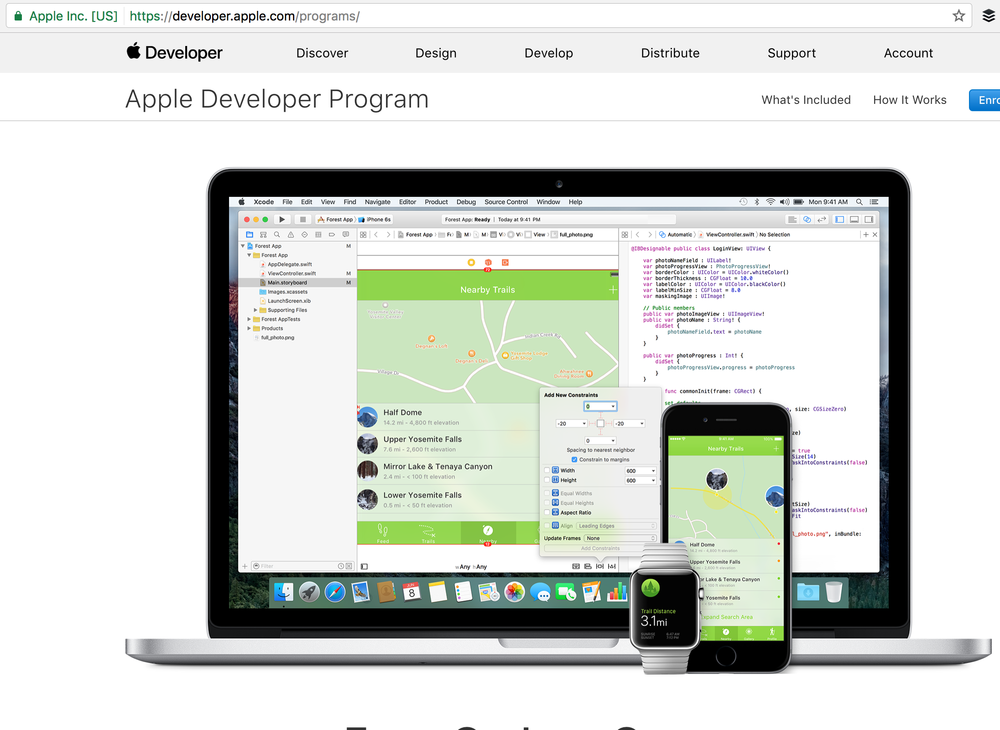 Apple Inc. [US] https://developer.apple.com/programs/
Developer Discover Design Develop Distribute Support Account
Apple Developer Program What's Included How It Works
Xcode File Edit View Find Navigate Editor Product Debug Source Control Window Help Mon 9:41 AM
Forest App iPhone 6s Forest App: Ready | Today at 9:41 PM
Forest App View full_photo.png Automatic ViewController.swift No Selection
Forest App M
Forest App
AppDelegate.swift
ViewController.swift M
Main.storyboard M
Images.xcassets
LaunchScreen.xib
Supporting Files
Forest AppTests
Products
full_photo.png
Filter
72
Nearby Trails
Yosemite Valley
Visitor Center
Indian Creek Rd
Degnan's Loft
Degnan's Deli
Yosemite Lodge
Gift Shop
Village Dr
Ahwahnee
Dining Room
Half Dome
14.2 mi - 4,800 ft elevation
Upper Yosemite Falls
7.6 mi - 2,600 ft elevation
Mirror Lake & Tenaya Canyon
2.4 mi - < 100 ft elevation
Lower Yosemite Falls
0.5 mi - < 50 ft elevation
Feed Trails Nearby
12
wAny hAny
Add New Constraints
0
-20 -20
0
Spacing to nearest neighbor
Constrain to margins
Width 600
Height 600
Equal Widths
Equal Heights
Aspect Ratio
Align Leading Edges
Update Frames None
Add Constraints
@IBDesignable public class LoginView: UIView {
var photoNameField : UILabel!
var photoProgressView : PhotoProgressView!
var borderColor : UIColor = UIColor.whiteColor()
var borderThickness : CGFloat = 10.0
var labelColor : UIColor = UIColor.blackColor()
var labelMinSize : CGFloat = 8.0
var maskingImage : UIImage!
// Public members
public var photoImageView : UIImageView!
public var photoName : String! {
didSet {
photoNameField.text = photoName
}
}
public var photoProgress : Int! {
didSet {
photoProgressView.progress = photoProgress
}
}
func commonInit(frame: CGRect) {
set defaults
, size: CGSizeZero)
ze)
= true
Size(14)
askIntoConstraints(false)
tSize)
askIntoConstraints(false)
Fit
l_photo.png", inBundle:
9:41 AM 100%
Nearby Trails
Half Dome
14.2 mi - 4,800 ft elevation
Upper Yosemite Falls
2,600 ft elevation
or Lake & Tenaya Canyon
< 100 ft elevation
Yosemite Falls
< 50 ft elevation
Expand Search Area
Nearby Gallery Profile
JUN
8
Trail Distance
3.1mi
SUNRISE 6:47 AM
SUNSET 7:12 PM